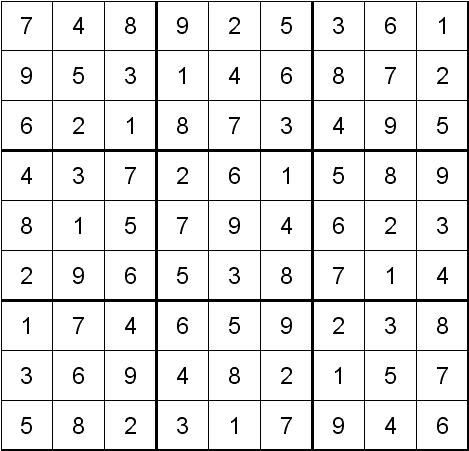 7 4 8 9 2 5 3 6 1
9 5 3 1 4 6 8 7 2
6 2 1 8 7 3 4 9 5
4 3 7 2 6 1 5 8 9
8 1 5 7 9 4 6 2 3
2 9 6 5 3 8 7 1 4
1 7 4 6 5 9 2 3 8
3 6 9 4 8 2 1 5 7
5 8 2 3 1 7 9 4 6